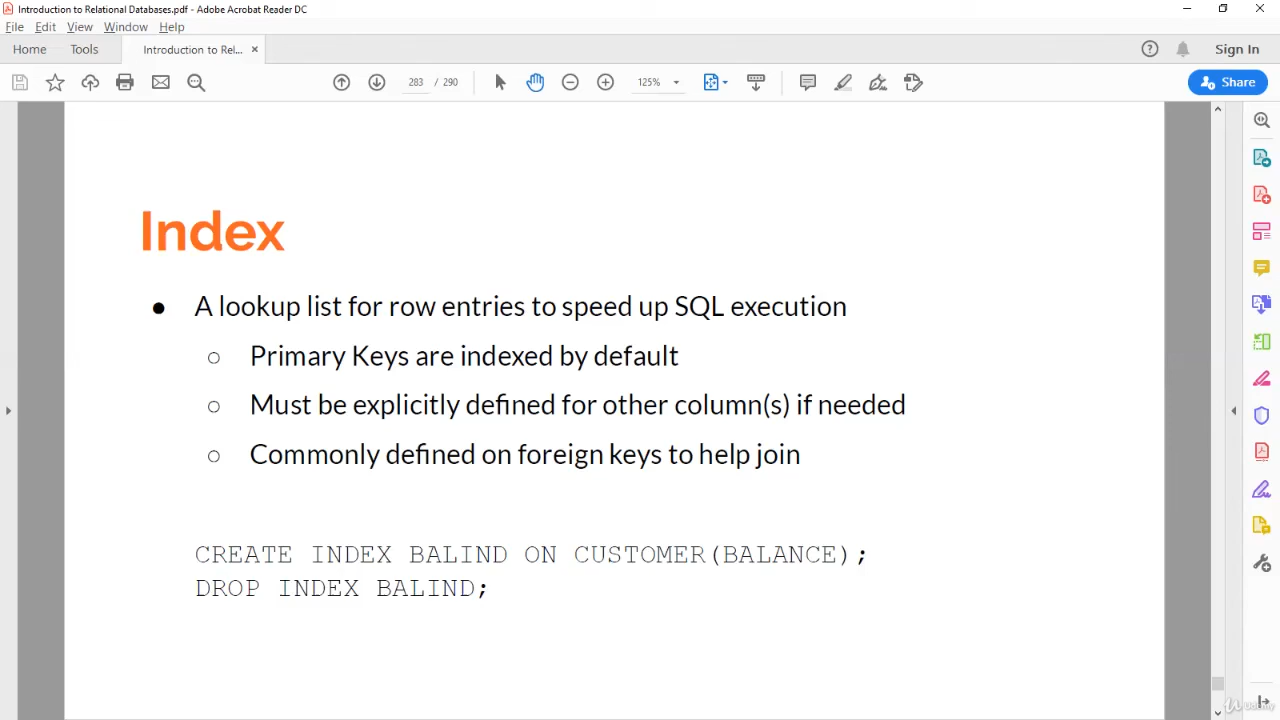 Introduction to Relational Databases.pdf - Adobe Acrobat Reader DC
File Edit View Window Help
Home Tools Introduction to Rel... × Sign In
283 / 290 125% Share
Index
● A lookup list for row entries to speed up SQL execution
○ Primary Keys are indexed by default
○ Must be explicitly defined for other column(s) if needed
○ Commonly defined on foreign keys to help join
CREATE INDEX BALIND ON CUSTOMER(BALANCE);
DROP INDEX BALIND;
Udemy